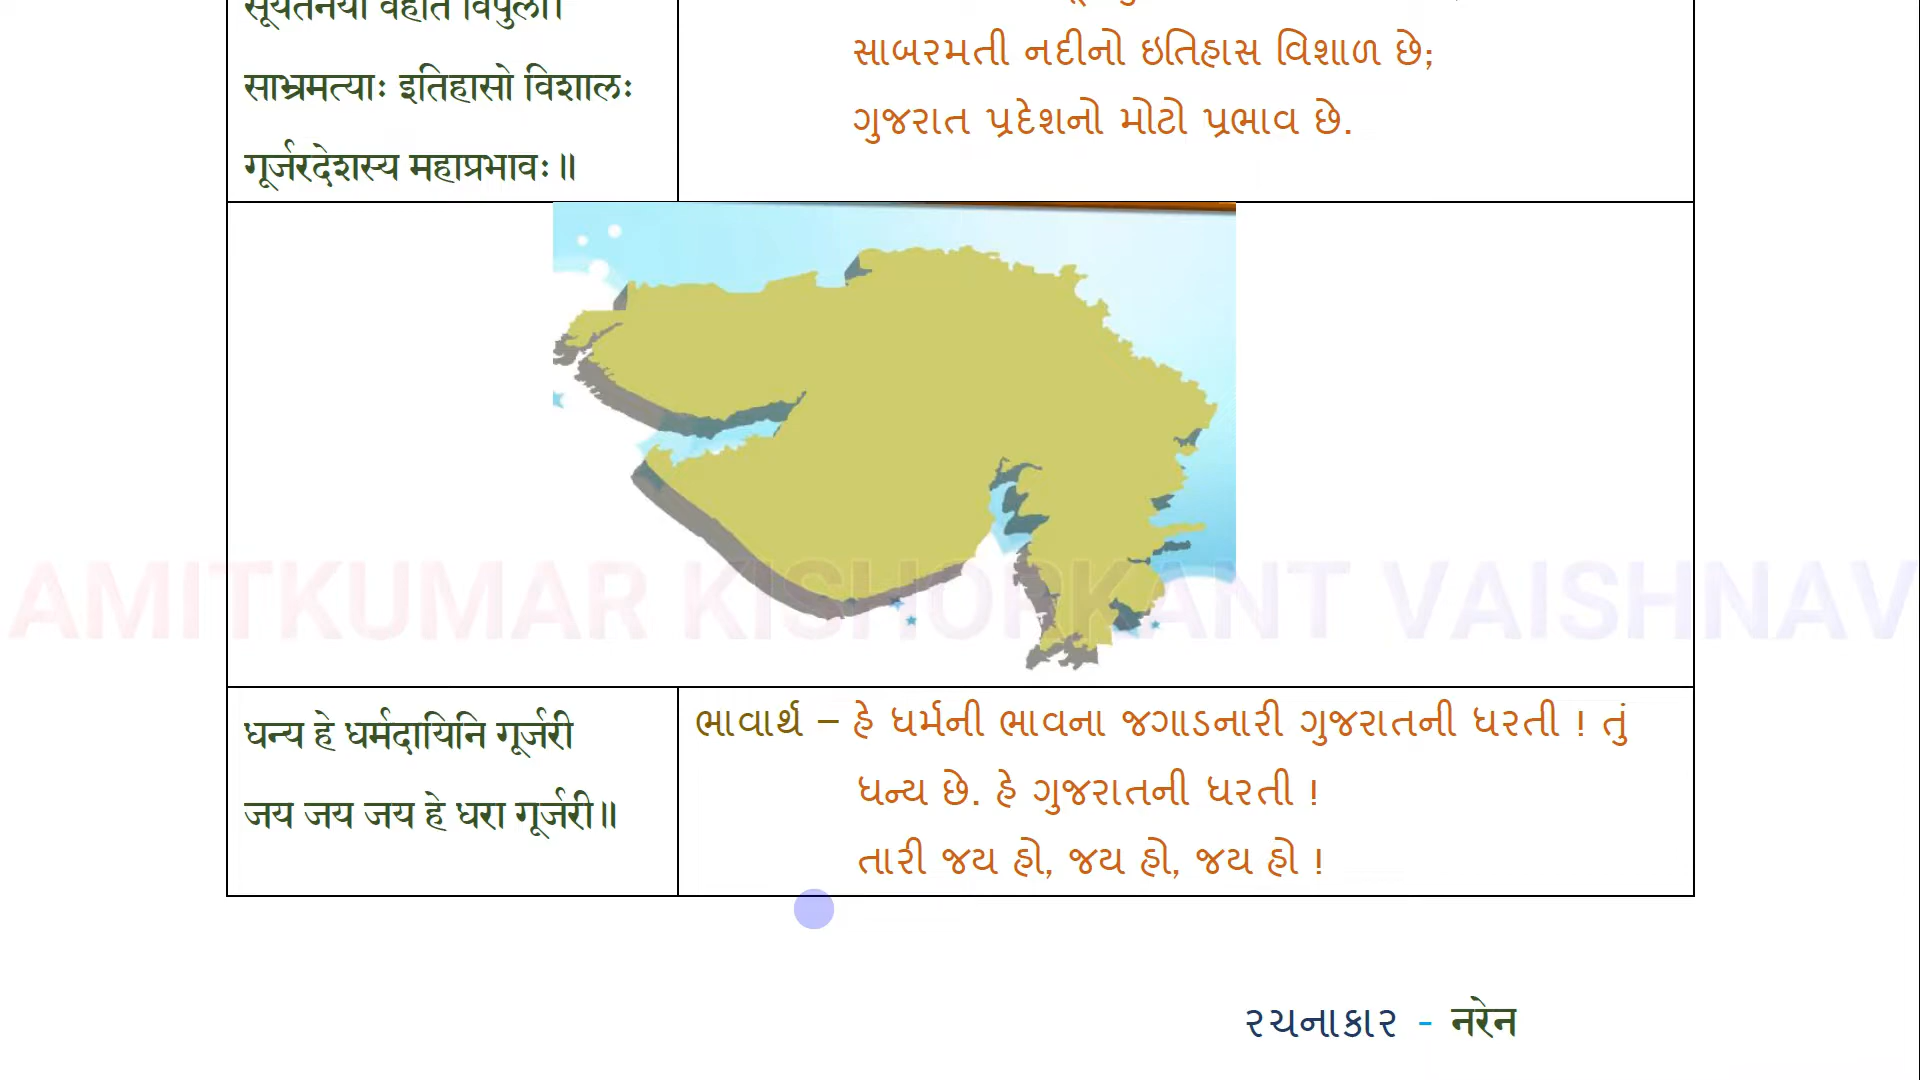 सूर्यतनया वहति विपुला।
साभ्रमत्याः इतिहासो विशालः
गूर्जरदेशस्य महाप्रभावः॥
સાબરમતી નદીનો ઇતિહાસ વિશાળ છે;
ગુજરાત પ્રદેશનો મોટો પ્રભાવ છે.
AMITKUMAR KISHORKANT VAISHNAV
धन्य हे धर्मदायिनि गूर्जरी
जय जय जय हे धरा गूर्जरी॥
ભાવાર્થ – હે ધર્મની ભાવના જગાડનારી ગુજરાતની ધરતી ! તું
ધન્ય છે. હે ગુજરાતની ધરતી !
તારી જય હો, જય હો, જય હો !
રચનાકાર - नरेन